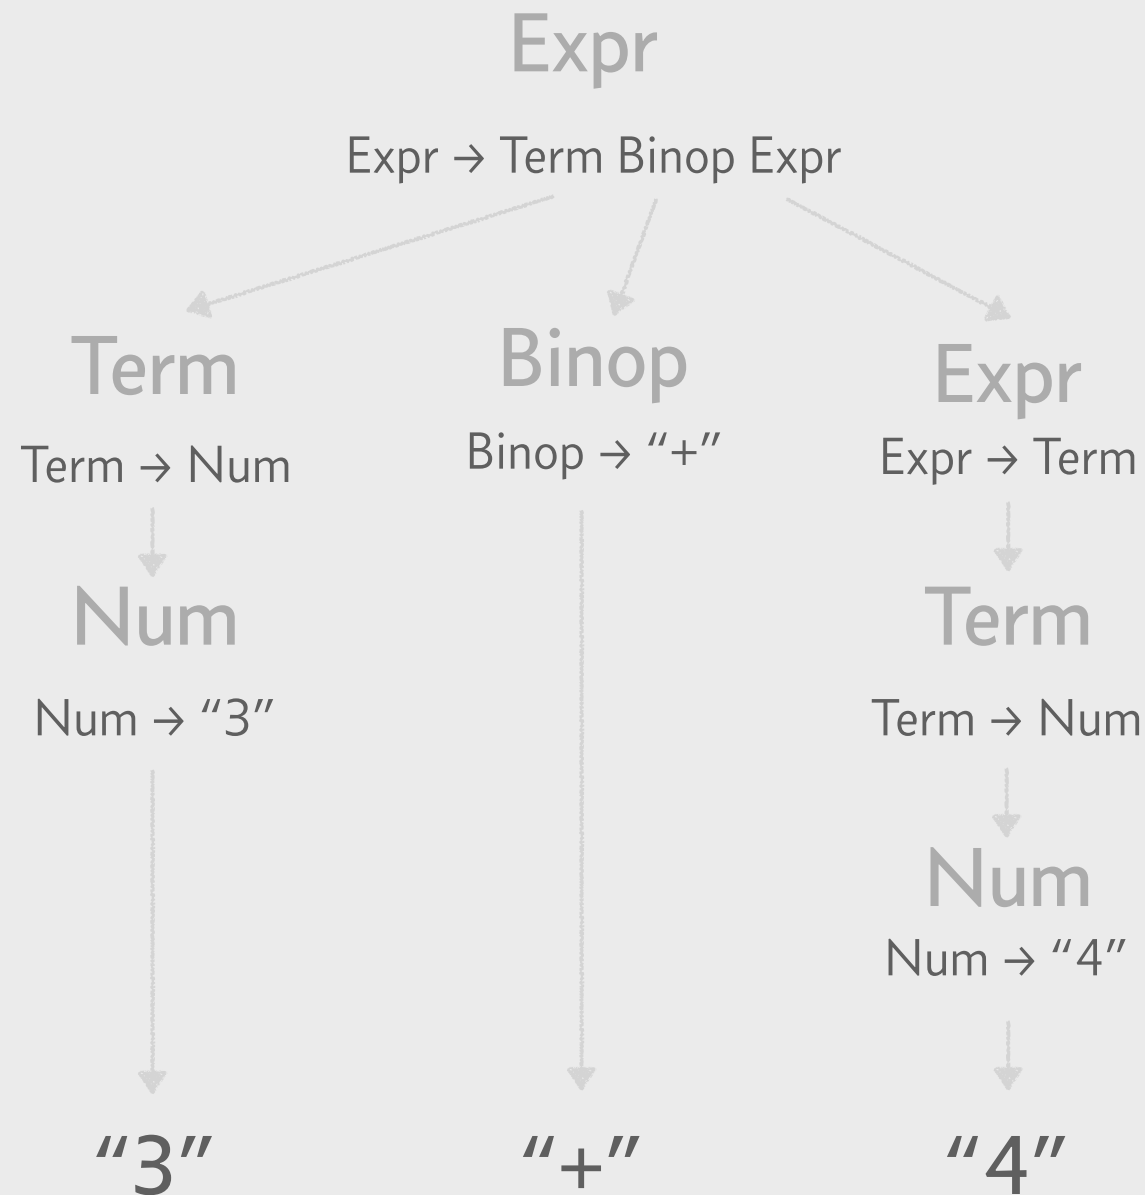 Expr
Expr → Term Binop Expr
Term
Binop
Expr
Term → Num
Binop → “+”
Expr → Term
Num
Term
Num → “3”
Term → Num
Num
Num → “4”
“3”
“+”
“4”